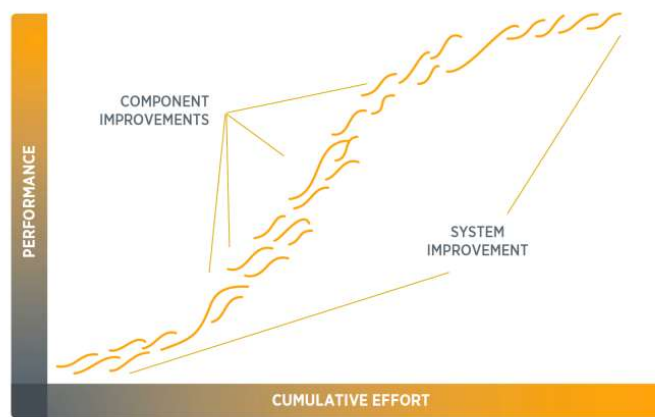 COMPONENT
IMPROVEMENTS
PERFORMANCE
SYSTEM
IMPROVEMENT
CUMULATIVE EFFORT